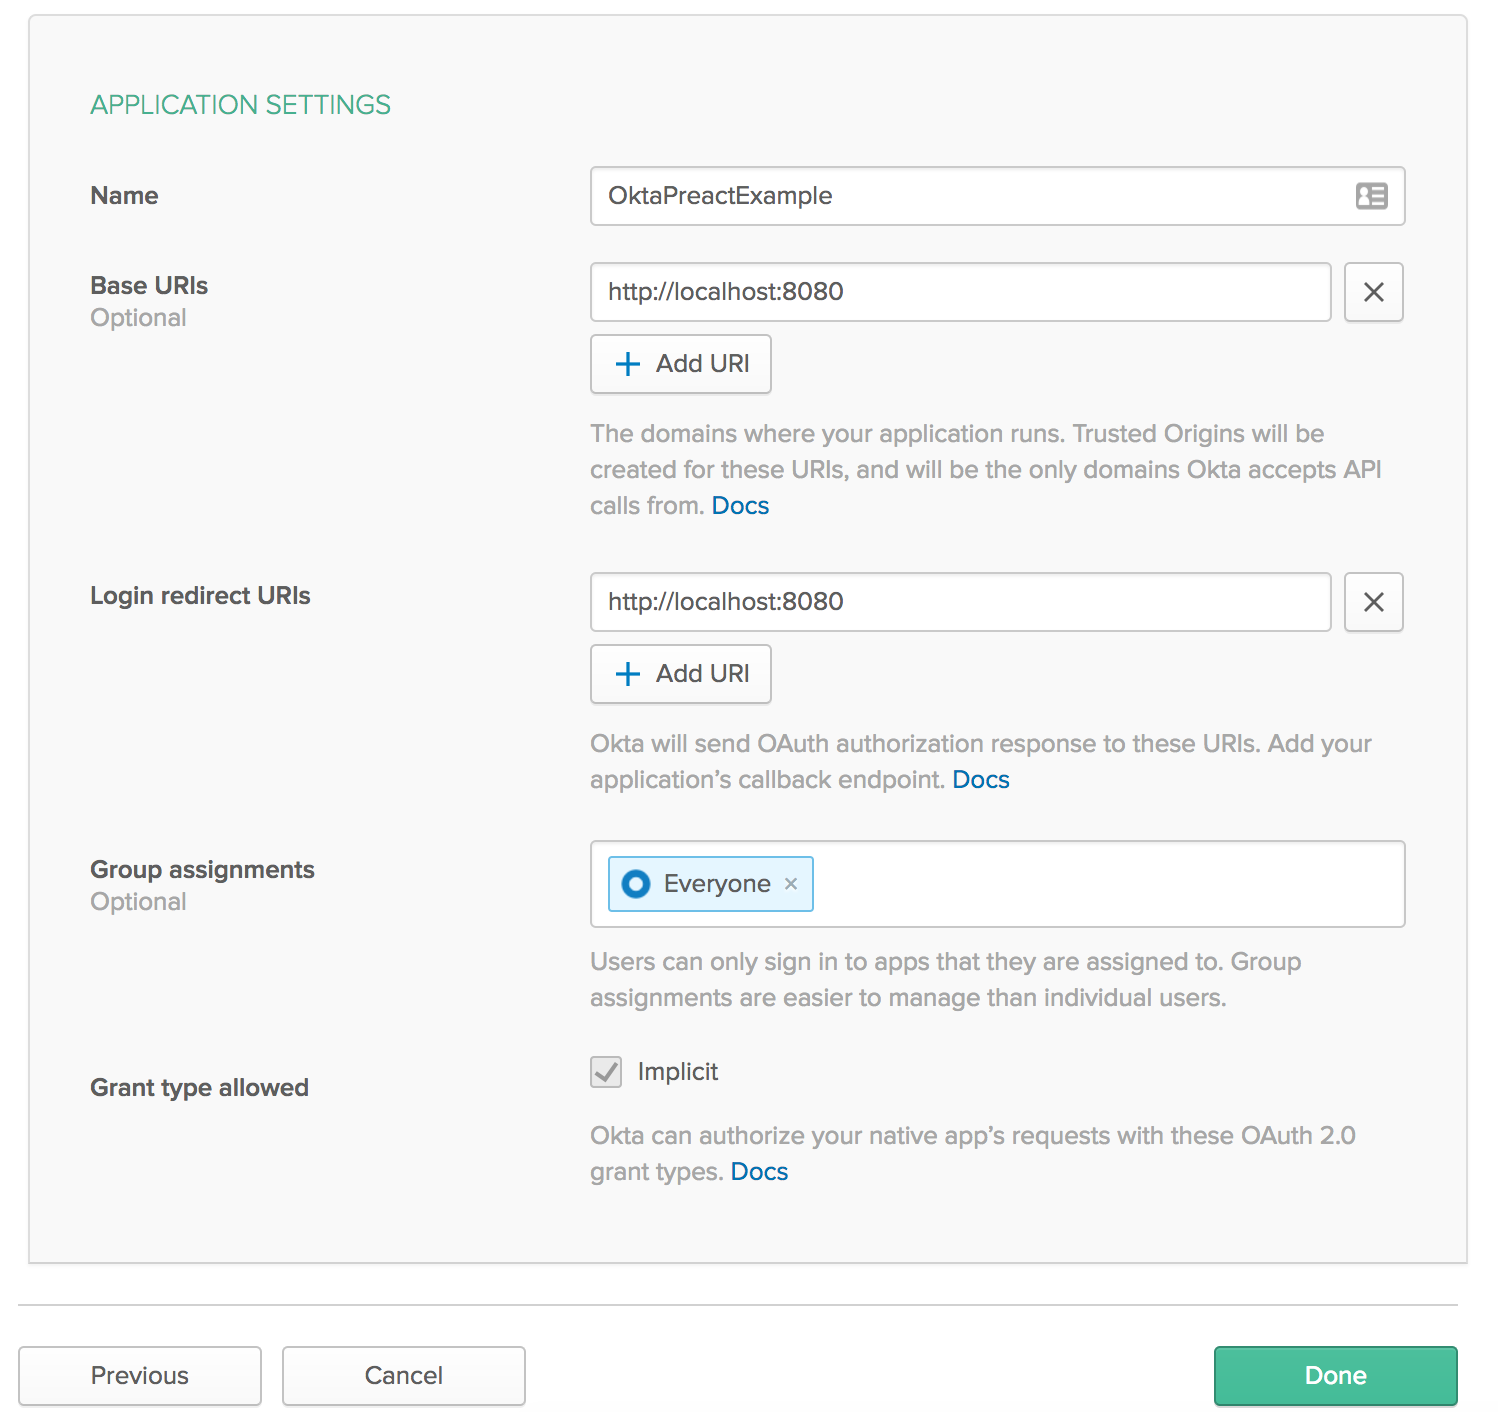 APPLICATION SETTINGS
Name
OktaPreactExample
Base URIs
Optional
http://localhost:8080
Add URI
The domains where your application runs. Trusted Origins will be
created for these URIs, and will be the only domains Okta accepts API
calls from. Docs
Login redirect URIs
http://localhost:8080
Add URI
Okta will send OAuth authorization response to these URIs. Add your
application’s callback endpoint. Docs
Group assignments
Optional
Everyone
Users can only sign in to apps that they are assigned to. Group
assignments are easier to manage than individual users.
Grant type allowed
Implicit
Okta can authorize your native app’s requests with these OAuth 2.0
grant types. Docs
Previous
Cancel
Done